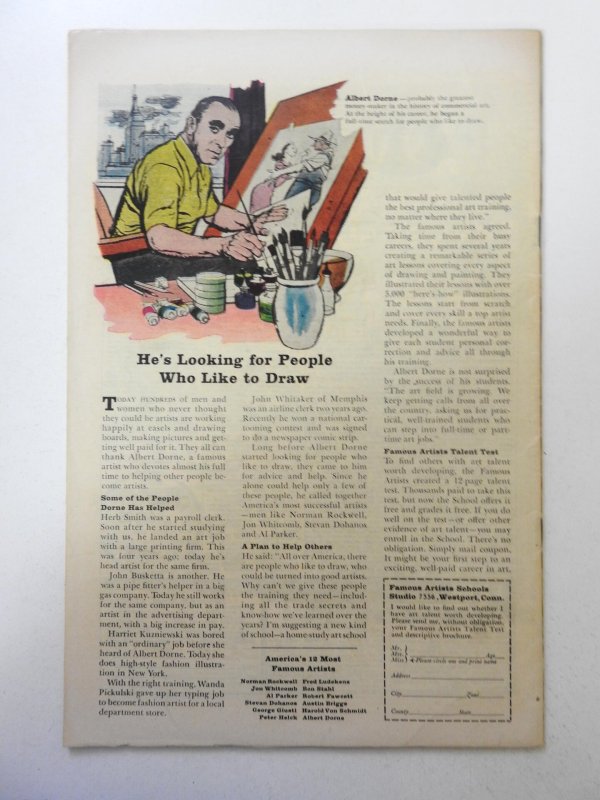 Albert Dorne—probably the greatest
money-maker in the history of commercial art.
At the height of his career, he began a
full-time search for people who like to draw.
He's Looking for People
Who Like to Draw
TODAY HUNDREDS of men and
women who never thought
they could be artists are working
happily at easels and drawing
boards, making pictures and get-
ting well paid for it. They all can
thank Albert Dorne, a famous
artist who devotes almost his full
time to helping other people be-
come artists.
Some of the People
Dorne Has Helped
Herb Smith was a payroll clerk.
Soon after he started studying
with us, he landed an art job
with a large printing firm. This
was four years ago; today he's
head artist for the same firm.
John Busketta is another. He
was a pipe fitter's helper in a big
gas company. Today he still works
for the same company, but as an
artist in the advertising depart-
ment, with a big increase in pay.
Harriet Kuzniewski was bored
with an "ordinary" job before she
heard of Albert Dorne. Today she
does high-style fashion illustra-
tion in New York.
With the right training, Wanda
Pickulski gave up her typing job
to become fashion artist for a local
department store.
John Whitaker of Memphis
was an airline clerk two years ago.
Recently he won a national car-
tooning contest and was signed
to do a newspaper comic strip.
Long before Albert Dorne
started looking for people who
like to draw, they came to him
for advice and help. Since he
alone could help only a few of
these people, he called together
America's most successful artists
—men like Norman Rockwell,
Jon Whitcomb, Stevan Dohanos
and Al Parker.
A Plan to Help Others
He said: "All over America, there
are people who like to draw, who
could be turned into good artists.
Why can't we give these people
the training they need—includ-
ing all the trade secrets and
know-how we've learned over the
years? I'm suggesting a new kind
of school—a home study art school
America's 12 Most
Famous Artists
Norman Rockwell Fred Ludekens
Jon Whitcomb Ben Stahl
Al Parker Robert Fawcett
Stevan Dohanos Austin Briggs
George Giusti Harold Von Schmidt
Peter Helck Albert Dorne
that would give talented people
the best professional art training,
no matter where they live."
The famous artists agreed.
Taking time from their busy
careers, they spent several years
creating a remarkable series of
art lessons covering every aspect
of drawing and painting. They
illustrated their lessons with over
5,000 "here's-how" illustrations.
The lessons start from scratch
and cover every skill a top artist
needs. Finally, the famous artists
developed a wonderful way to
give each student personal cor-
rection and advice all through
his training.
Albert Dorne is not surprised
by the success of his students.
"The art field is growing. We
keep getting calls from all over
the country, asking us for prac-
tical, well-trained students who
can step into full-time or part-
time art jobs.
Famous Artists Talent Test
To find others with art talent
worth developing, the Famous
Artists created a 12-page talent
test. Thousands paid to take this
test, but now the School offers it
free and grades it free. If you do
well on the test—or offer other
evidence of art talent—you may
enroll in the School. There's no
obligation. Simply mail coupon.
It might be your first step to an
exciting, well-paid career in art.
Famous Artists Schools
Studio 7338, Westport, Conn.
I would like to find out whether I
have art talent worth developing.
Please send me, without obligation,
your Famous Artists Talent Test
and descriptive brochure.
Mr.
Mrs. Age
Miss Please circle one and print name
Address
City Zone
County State